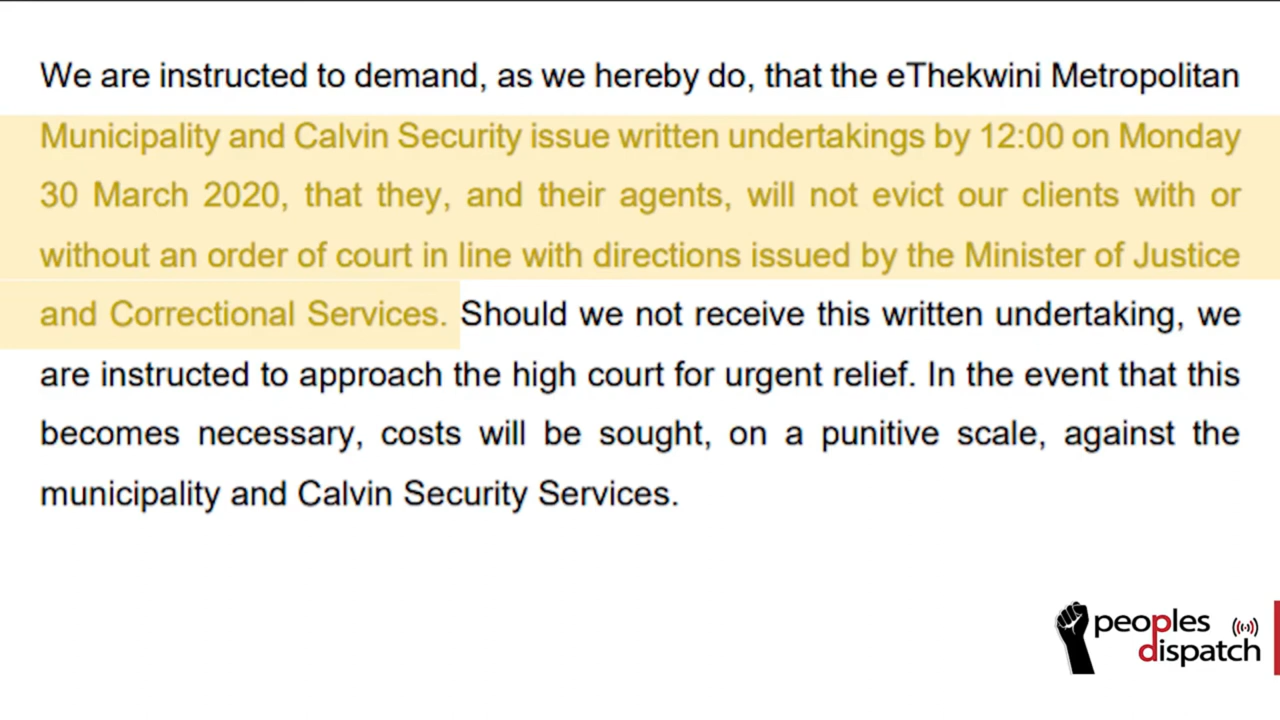 We are instructed to demand, as we hereby do, that the eThekwini Metropolitan
Municipality and Calvin Security issue written undertakings by 12:00 on Monday
30 March 2020, that they, and their agents, will not evict our clients with or
without an order of court in line with directions issued by the Minister of Justice
and Correctional Services. Should we not receive this written undertaking, we
are instructed to approach the high court for urgent relief. In the event that this
becomes necessary, costs will be sought, on a punitive scale, against the
municipality and Calvin Security Services.
peoples
dispatch